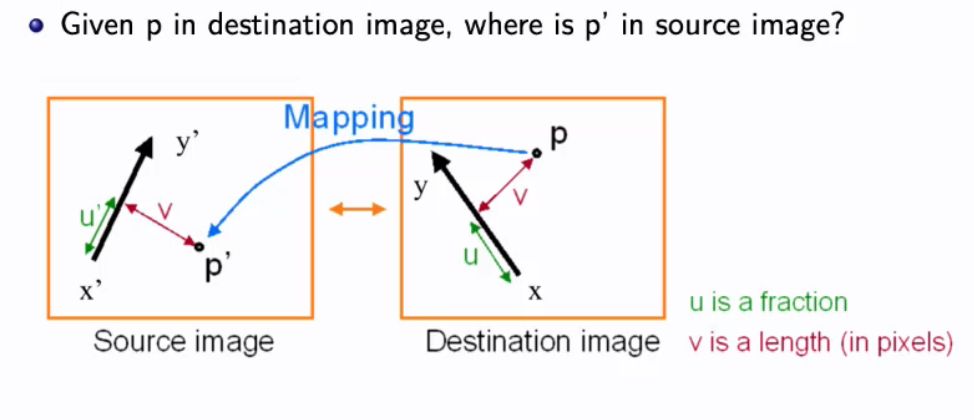 Given p in destination image, where is p’ in source image?
Mapping
y’
p
y
v
u’
v
u
p’
x’
x
u is a fraction
Source image
Destination image
v is a length (in pixels)